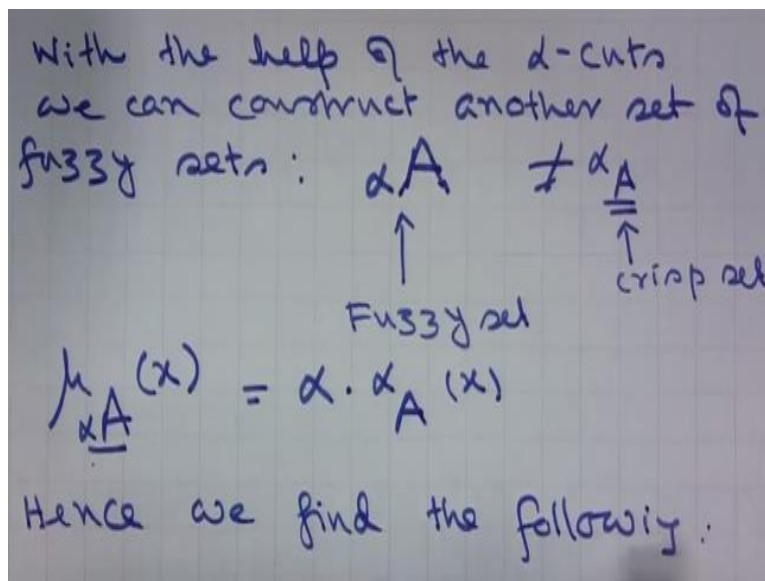 With the help of the α-cuts
we can construct another set of
fuzzy sets : αA ≠ αA
↑ ↑
crisp set
Fuzzy set
μαA (x) = α . αA (x)
Hence we find the followiy :